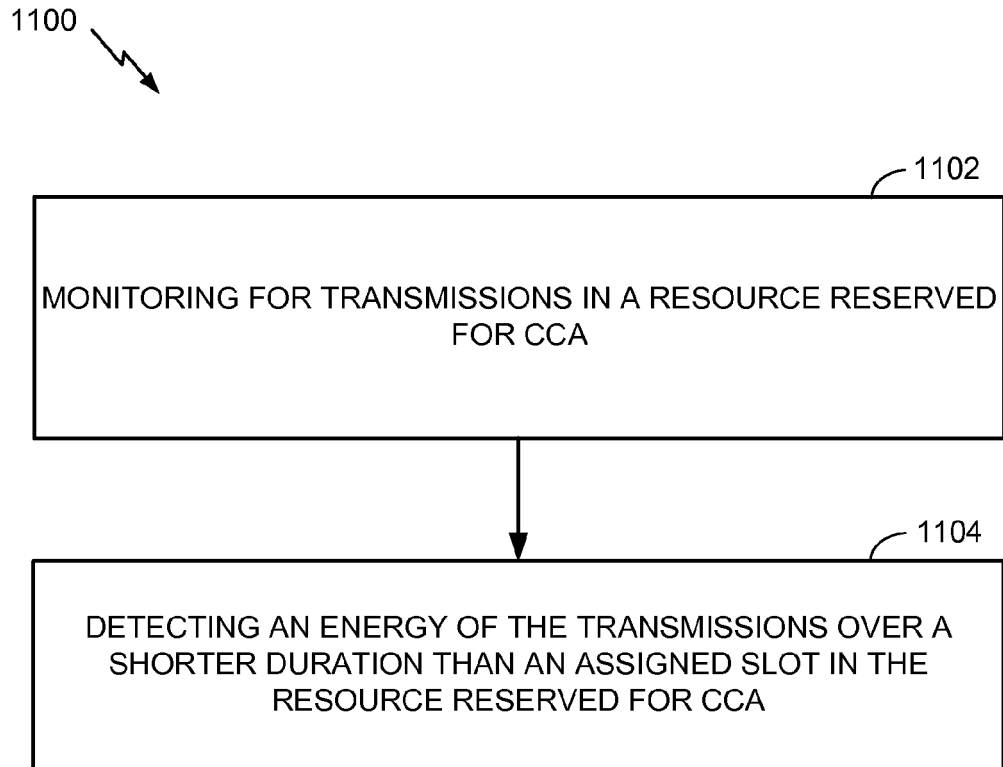 1100
1102
MONITORING FOR TRANSMISSIONS IN A RESOURCE RESERVED
FOR CCA
1104
DETECTING AN ENERGY OF THE TRANSMISSIONS OVER A
SHORTER DURATION THAN AN ASSIGNED SLOT IN THE
RESOURCE RESERVED FOR CCA